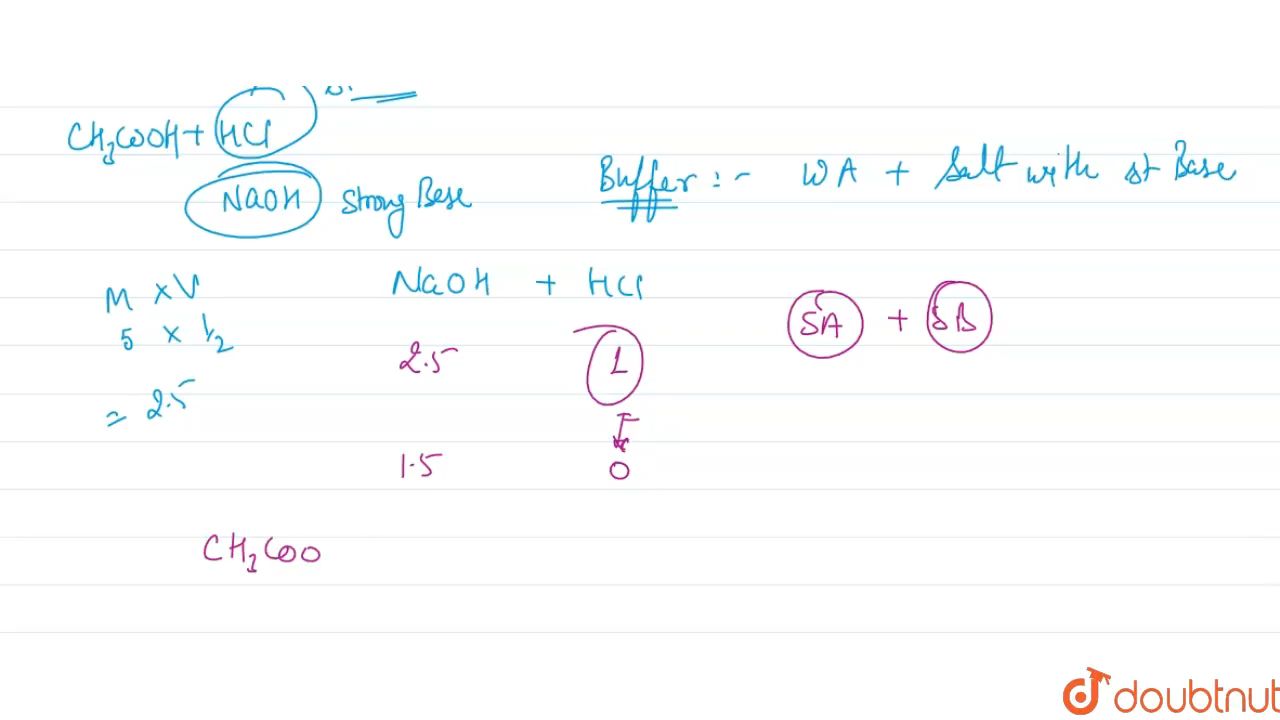 CH3COOH + HCl
NaOH Strong Base
Buffer :- WA + Salt with st Base
M x V
5 x 1/2
= 2.5
NaOH + HCl
2.5 1
1.5 0
SA + SB
CH3COO
doubtnut